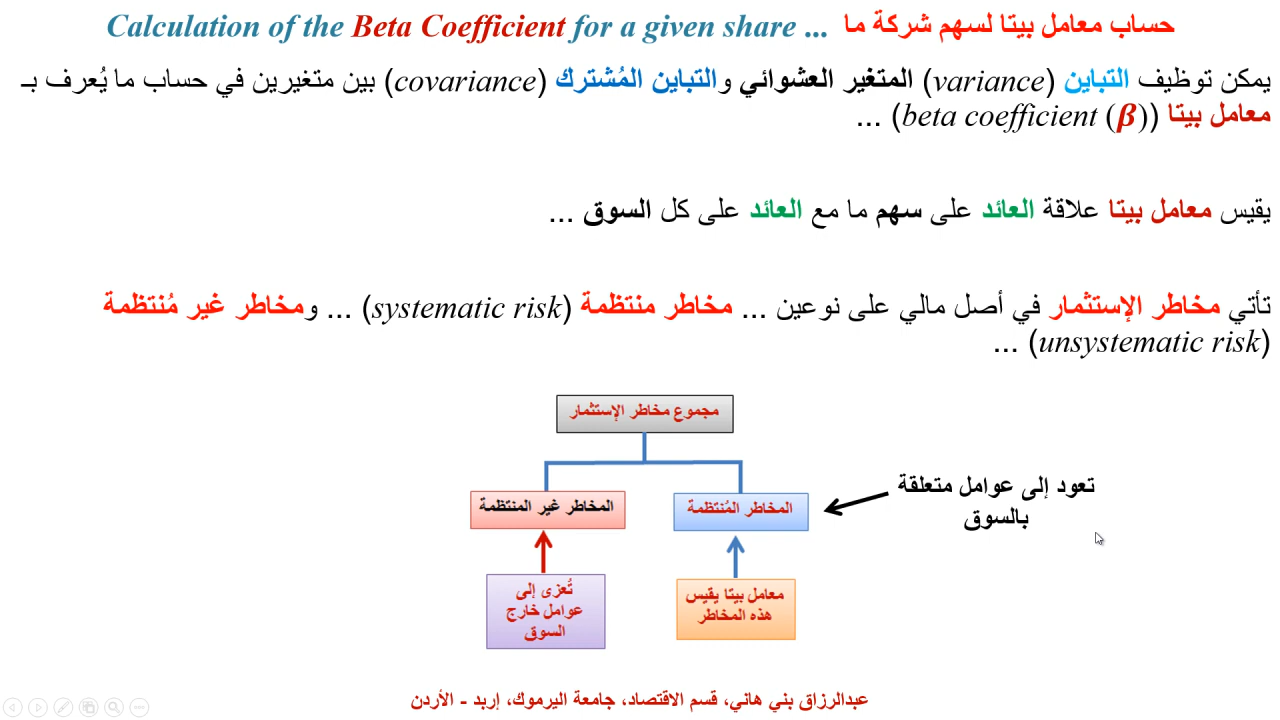 Calculation of the Beta Coefficient for a given share ... حساب معامل بيتا لسهم شركة ما
يمكن توظيف التباين (variance) المتغير العشوائي والتباين المُشترك (covariance) بين متغيرين في حساب ما يُعرف بـ
معامل بيتا (beta coefficient (β)) ...
يقيس معامل بيتا علاقة العائد على سهم ما مع العائد على كل السوق ...
تأتي مخاطر الإستثمار في أصل مالي على نوعين ... مخاطر منتظمة (systematic risk) ... ومخاطر غير مُنتظمة
(unsystematic risk) ...
مجموع مخاطر الإستثمار
تعود إلى عوامل متعلقة
بالسوق
المخاطر المُنتظمة
المخاطر غير المنتظمة
معامل بيتا يقيس
هذه المخاطر
تُعزى إلى
عوامل خارج
السوق
عبدالرزاق بني هاني، قسم الاقتصاد، جامعة اليرموك، إربد - الأردن